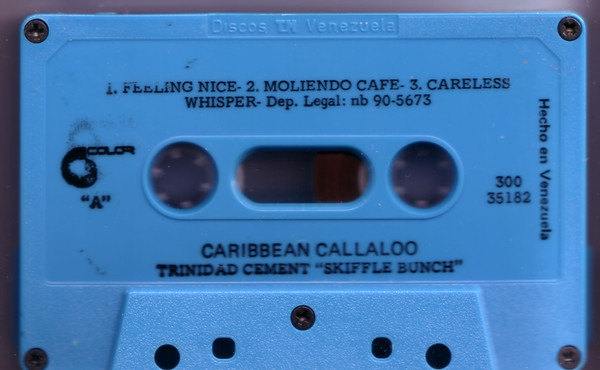 Discos TH Venezuela
1. FEELING NICE- 2. MOLIENDO CAFE- 3. CARELESS
WHISPER- Dep. Legal: nb 90-5673
COLOR
"A"
300
35182
Hecho en Venezuela
CARIBBEAN CALLALOO
TRINIDAD CEMENT "SKIFFLE BUNCH"